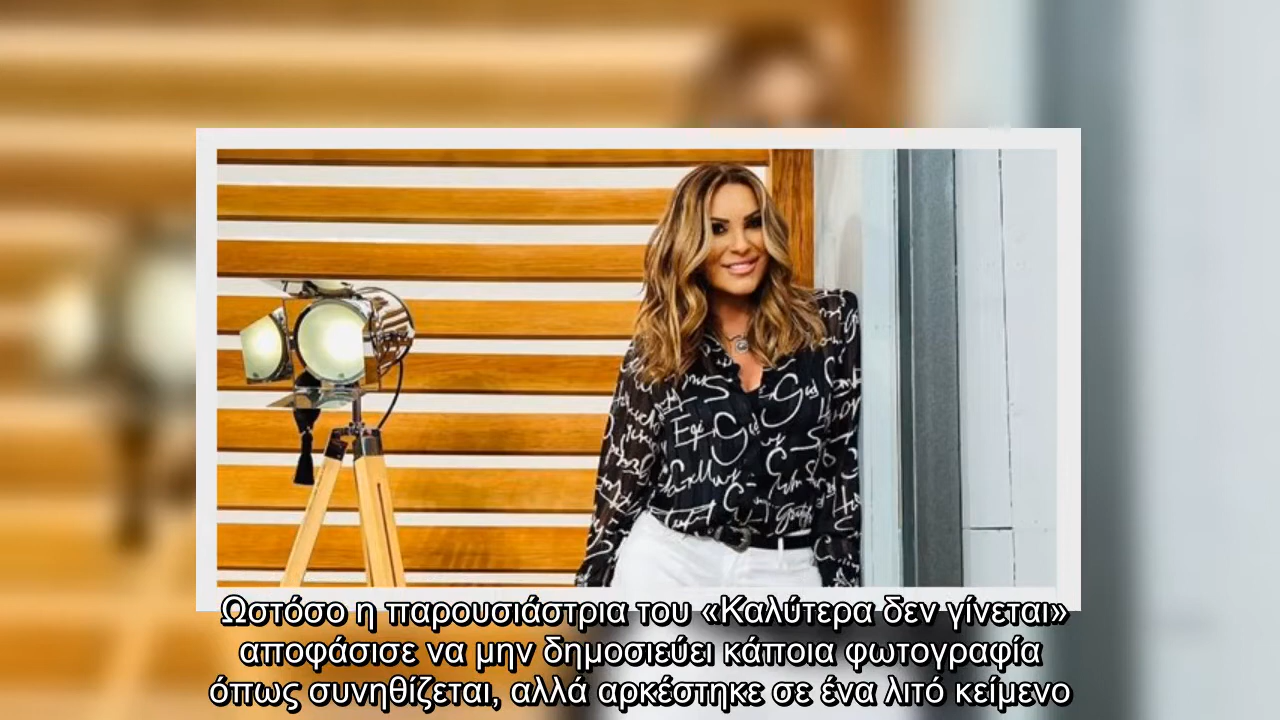 Ωστόσο η παρουσιάστρια του «Καλύτερα δεν γίνεται»
αποφάσισε να μην δημοσιεύει κάποια φωτογραφία
όπως συνηθίζεται, αλλά αρκέστηκε σε ένα λιτό κείμενο